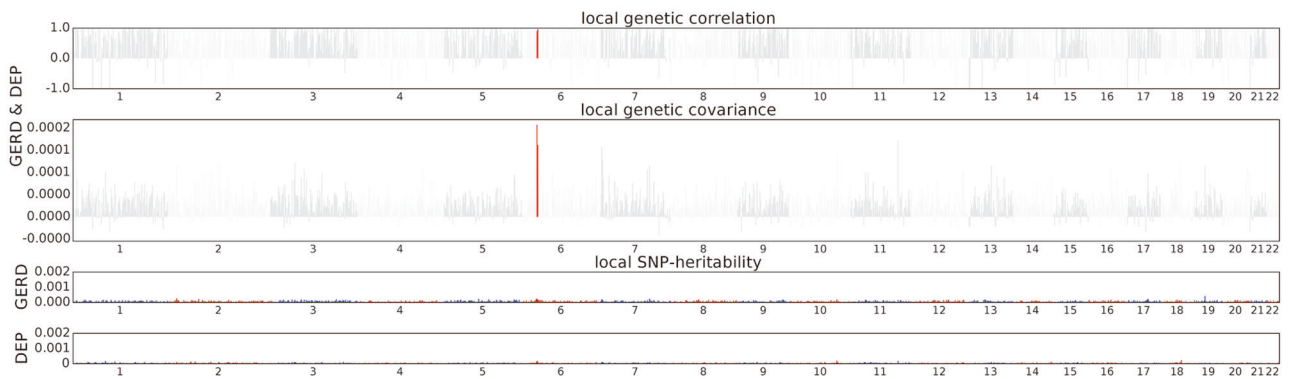 local genetic correlation
GERD & DEP
1.0
0.0
-1.0
1 2 3 4 5 6 7 8 9 10 11 12 13 14 15 16 17 18 19 20 21 22
local genetic covariance
0.0002
0.0001
0.0001
0.0000
0.0000
-0.0000
1 2 3 4 5 6 7 8 9 10 11 12 13 14 15 16 17 18 19 20 21 22
local SNP-heritability
GERD
0.002
0.001
0.000
1 2 3 4 5 6 7 8 9 10 11 12 13 14 15 16 17 18 19 20 21 22
DEP
0.002
0.001
0
1 2 3 4 5 6 7 8 9 10 11 12 13 14 15 16 17 18 19 20 21 22